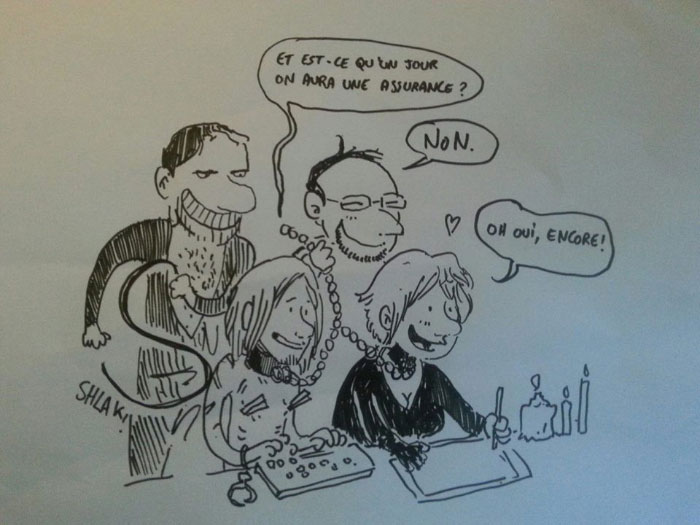 ET EST-CE QU'UN JOUR
ON AURA UNE ASSURANCE ?
NON.
OH OUI, ENCORE!
SHLAK!